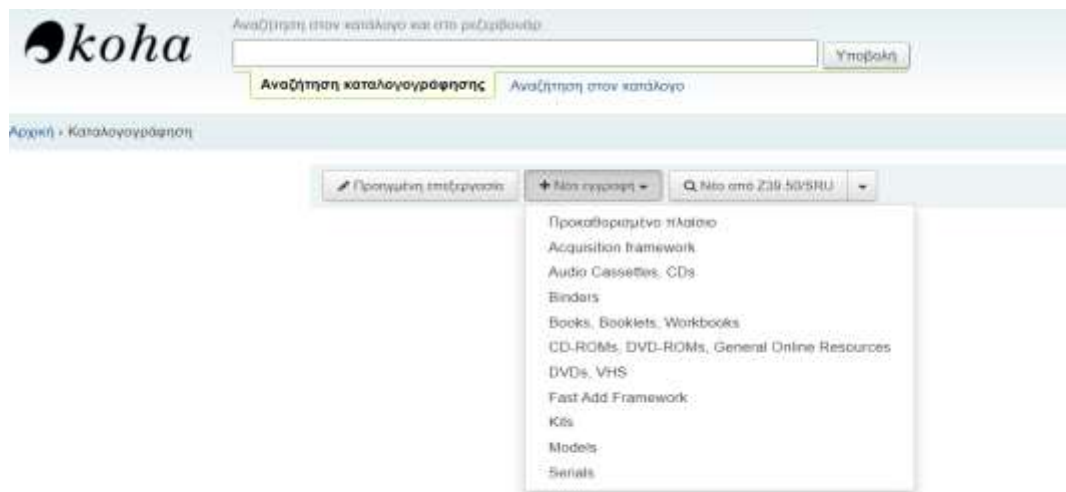 koha
Αναζήτηση στον κατάλογο και στο ρεζερβουάρ
Υποβολή
Αναζήτηση καταλογογράφησης Αναζήτηση στον κατάλογο
Αρχική › Καταλογογράφηση
Προηγμένη επεξεργασία + Νέα εγγραφή Νέο από Z39.50/SRU
Προκαθορισμένο πλαίσιο
Acquisition framework
Audio Cassettes, CDs
Binders
Books, Booklets, Workbooks
CD-ROMs, DVD-ROMs, General Online Resources
DVDs, VHS
Fast Add Framework
Kits
Models
Serials